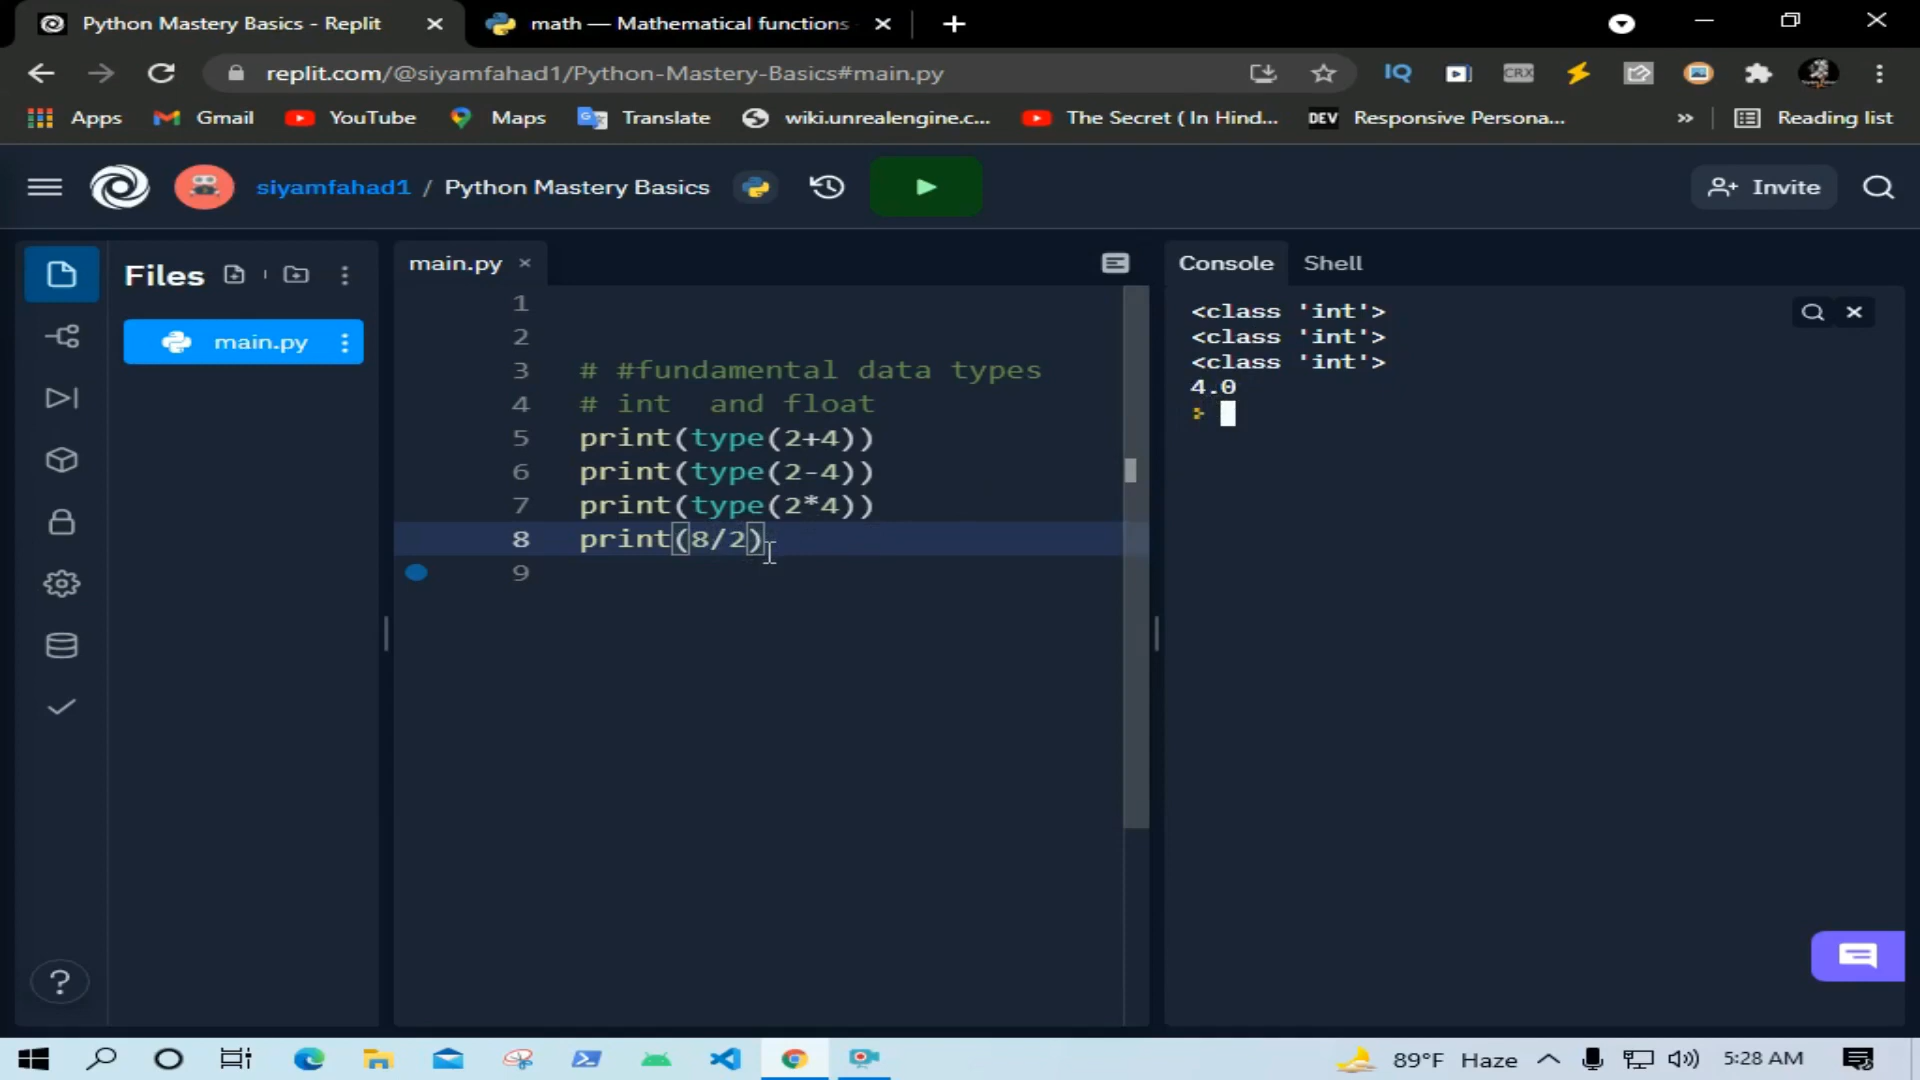 Python Mastery Basics - Replit
math — Mathematical functions
replit.com/@siyamfahad1/Python-Mastery-Basics#main.py
IQ
CRX
Apps
Gmail
YouTube
Maps
Translate
wiki.unrealengine.c...
The Secret ( In Hind...
DEV
Responsive Persona...
»
Reading list
siyamfahad1 / Python Mastery Basics
Invite
Files
main.py
main.py
1
2
3 # #fundamental data types
4 # int and float
5 print(type(2+4))
6 print(type(2-4))
7 print(type(2*4))
8 print(8/2)
9
Console
Shell
<class 'int'>
<class 'int'>
<class 'int'>
4.0
?
89°F Haze
5:28 AM